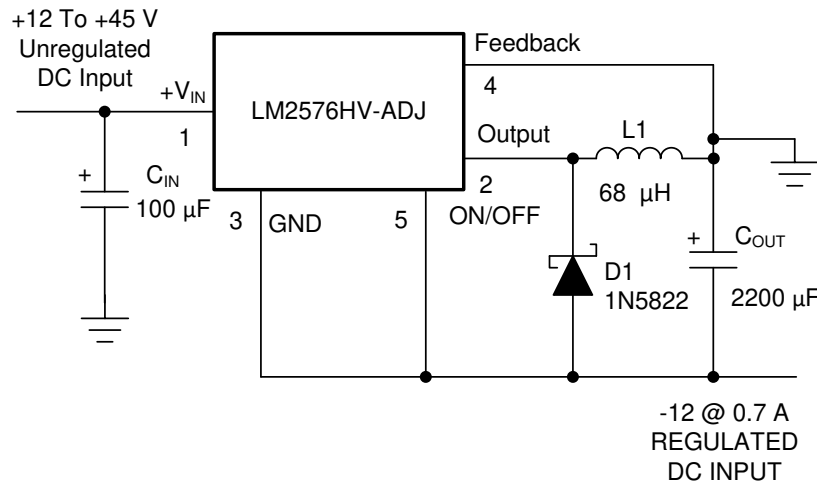 +12 To +45 V
Unregulated
DC Input
+VIN
1
LM2576HV-ADJ
Feedback
4
Output
2
ON/OFF
L1
68 µH
+
CIN
100 µF
3
GND
5
D1
1N5822
+
COUT
2200 µF
-12 @ 0.7 A
REGULATED
DC INPUT